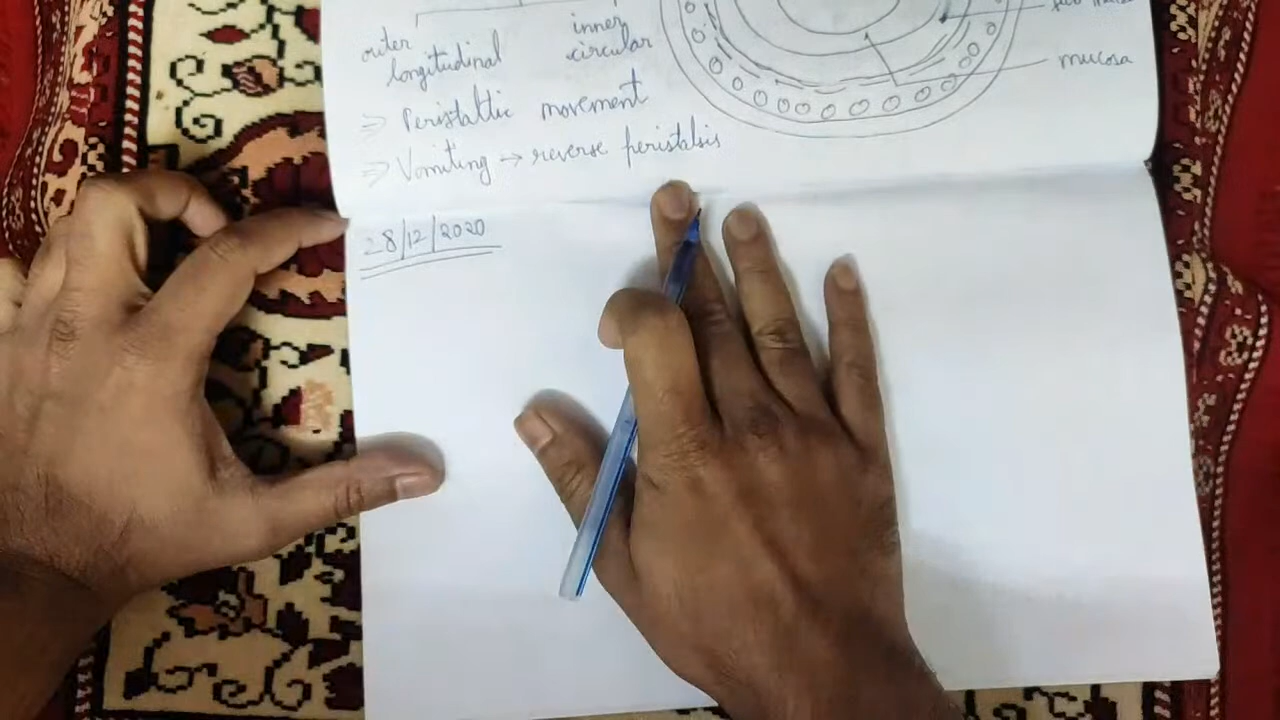 outer longitudinal
inner circular
⇒ Peristaltic movement
⇒ Vomiting → reverse peristalsis
mucosa
28/12/2020